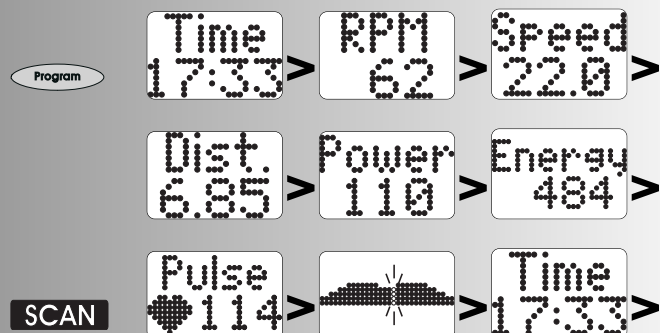 Program
Time
17:33
>
RPM
62
>
Speed
22.0
>
Dist.
6.85
>
Power
110
>
Energy
484
>
SCAN
Pulse
114
>
>
Time
17:33
>